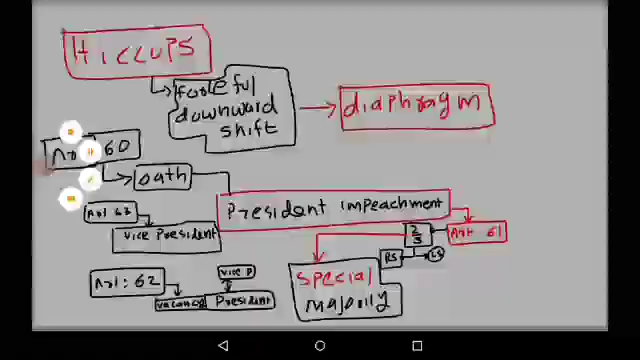 HiccUPS
forceful
downward
shift
diaphragm
Art 60
oath
President impeachment
Art 63
vice President
2/3
Art 61
RS
LS
special
majority
Art: 62
vice P
vacancy
President